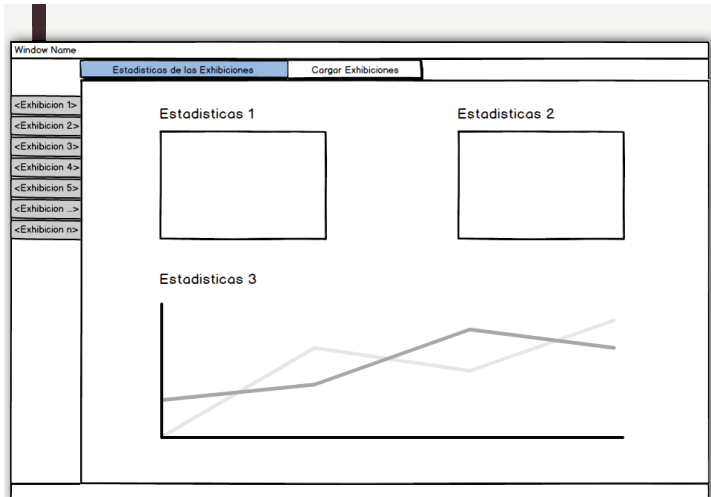 Window Name
Estadisticas de las Exhibiciones
Cargar Exhibiciones
<Exhibicion 1>
<Exhibicion 2>
<Exhibicion 3>
<Exhibicion 4>
<Exhibicion 5>
<Exhibicion ...>
<Exhibicion n>
Estadisticas 1
Estadisticas 2
Estadisticas 3